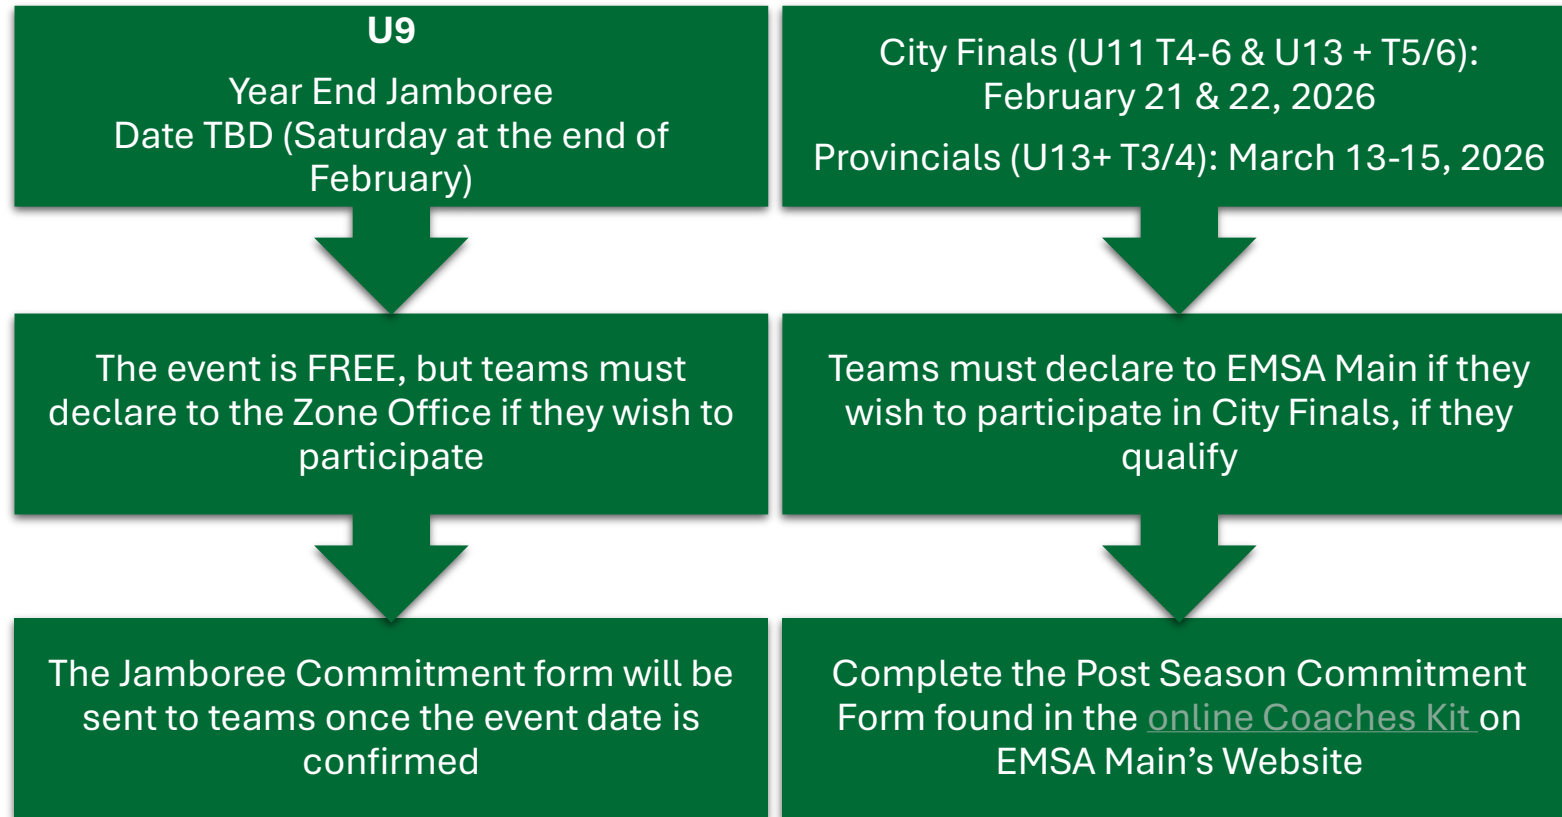 U9
Year End Jamboree
Date TBD (Saturday at the end of
February)
The event is FREE, but teams must
declare to the Zone Office if they wish to
participate
The Jamboree Commitment form will be
sent to teams once the event date is
confirmed
City Finals (U11 T4-6 & U13 + T5/6):
February 21 & 22, 2026
Provincials (U13+ T3/4): March 13-15, 2026
Teams must declare to EMSA Main if they
wish to participate in City Finals, if they
qualify
Complete the Post Season Commitment
Form found in the online Coaches Kit on
EMSA Main’s Website